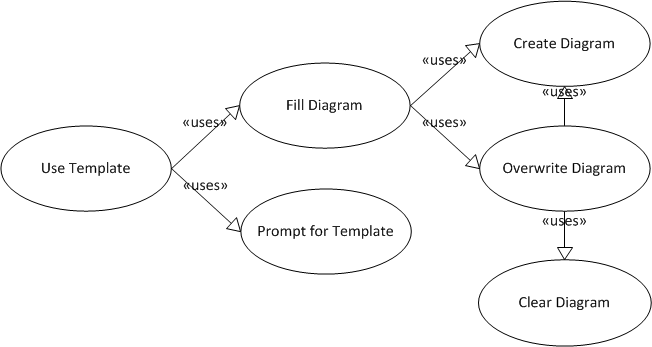 Create Diagram
«uses»
«uses»
Fill Diagram
«uses»
«uses»
Use Template
Overwrite Diagram
«uses»
«uses»
Prompt for Template
Clear Diagram